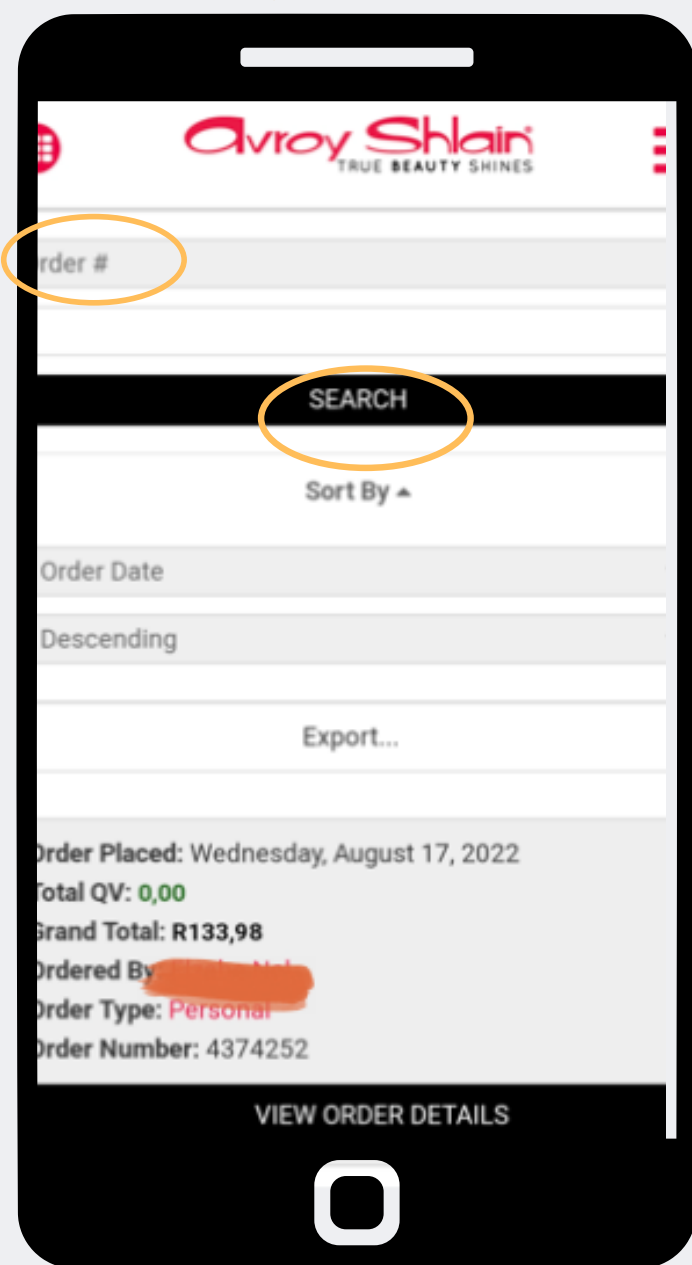 avroy Shlain
TRUE BEAUTY SHINES
rder #
SEARCH
Sort By
Order Date
Descending
Export...
Order Placed: Wednesday, August 17, 2022
Total QV: 0,00
Grand Total: R133,98
Ordered By
Order Type: Personal
Order Number: 4374252
VIEW ORDER DETAILS